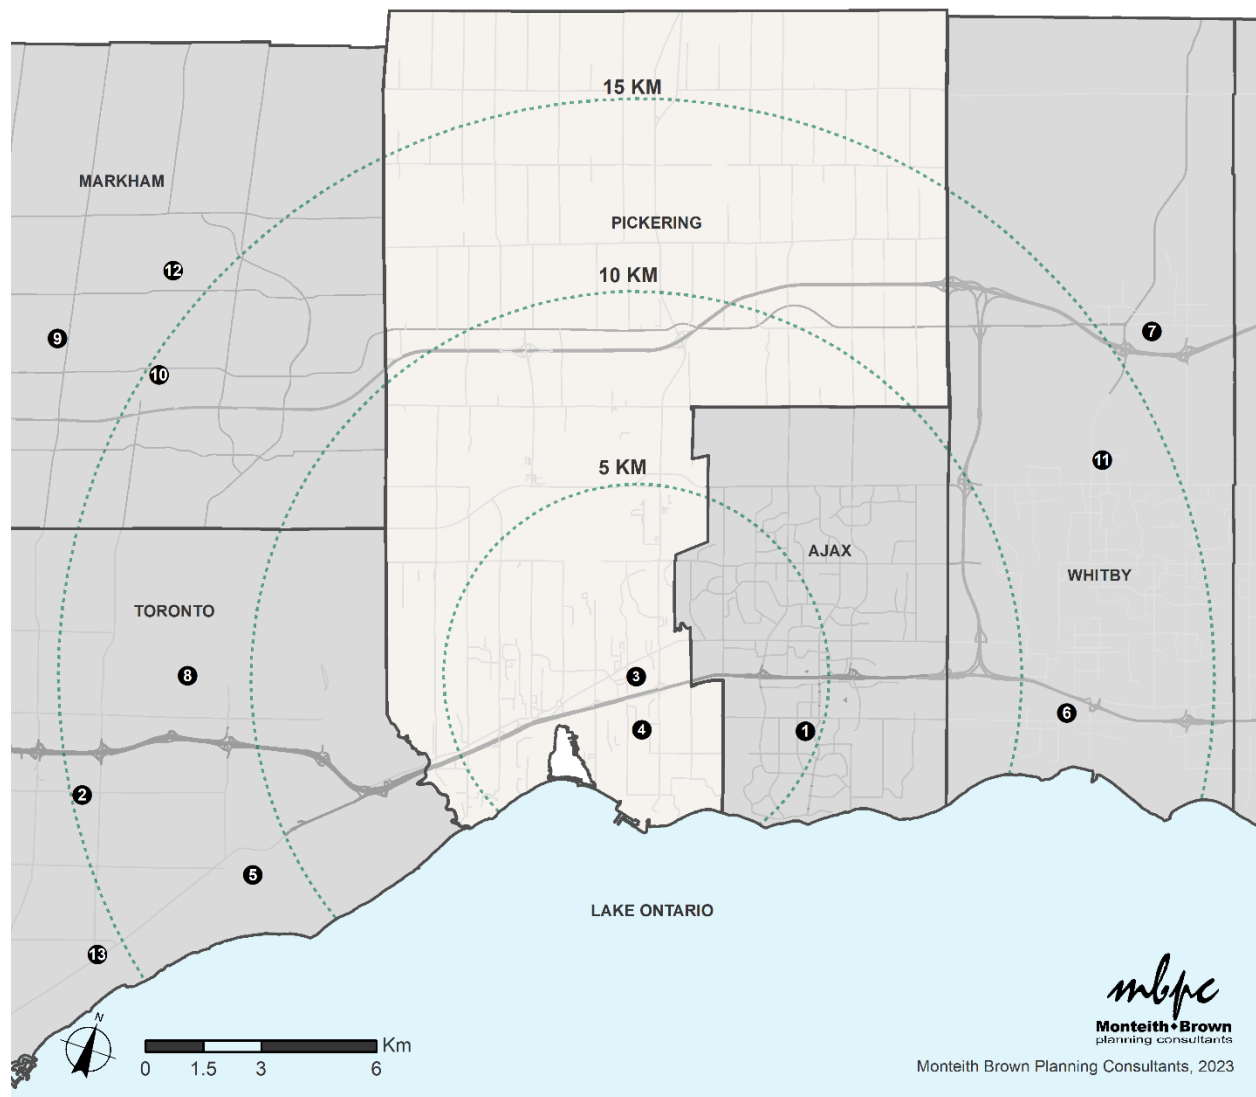 15 KM
MARKHAM
PICKERING
12
10 KM
7
9
10
11
5 KM
AJAX
WHITBY
TORONTO
8
3
6
4
1
2
5
LAKE ONTARIO
13
N
Km
0 1.5 3 6
mbpc
Monteith Brown
planning consultants
Monteith Brown Planning Consultants, 2023